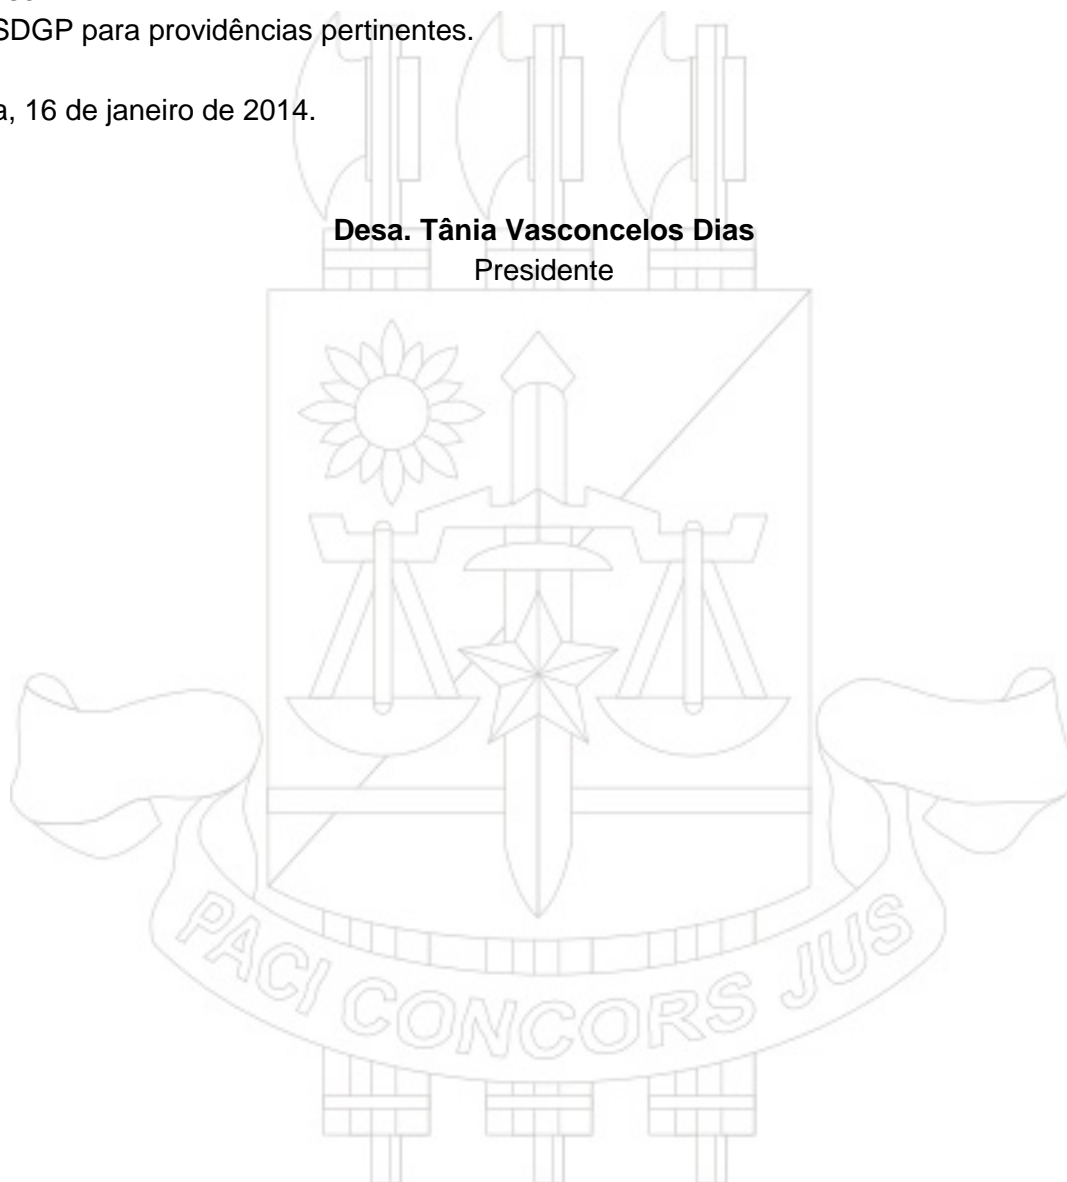 SDGP para providências pertinentes.
a, 16 de janeiro de 2014.
Desa. Tânia Vasconcelos Dias
Presidente
PACI CONCORS JUS